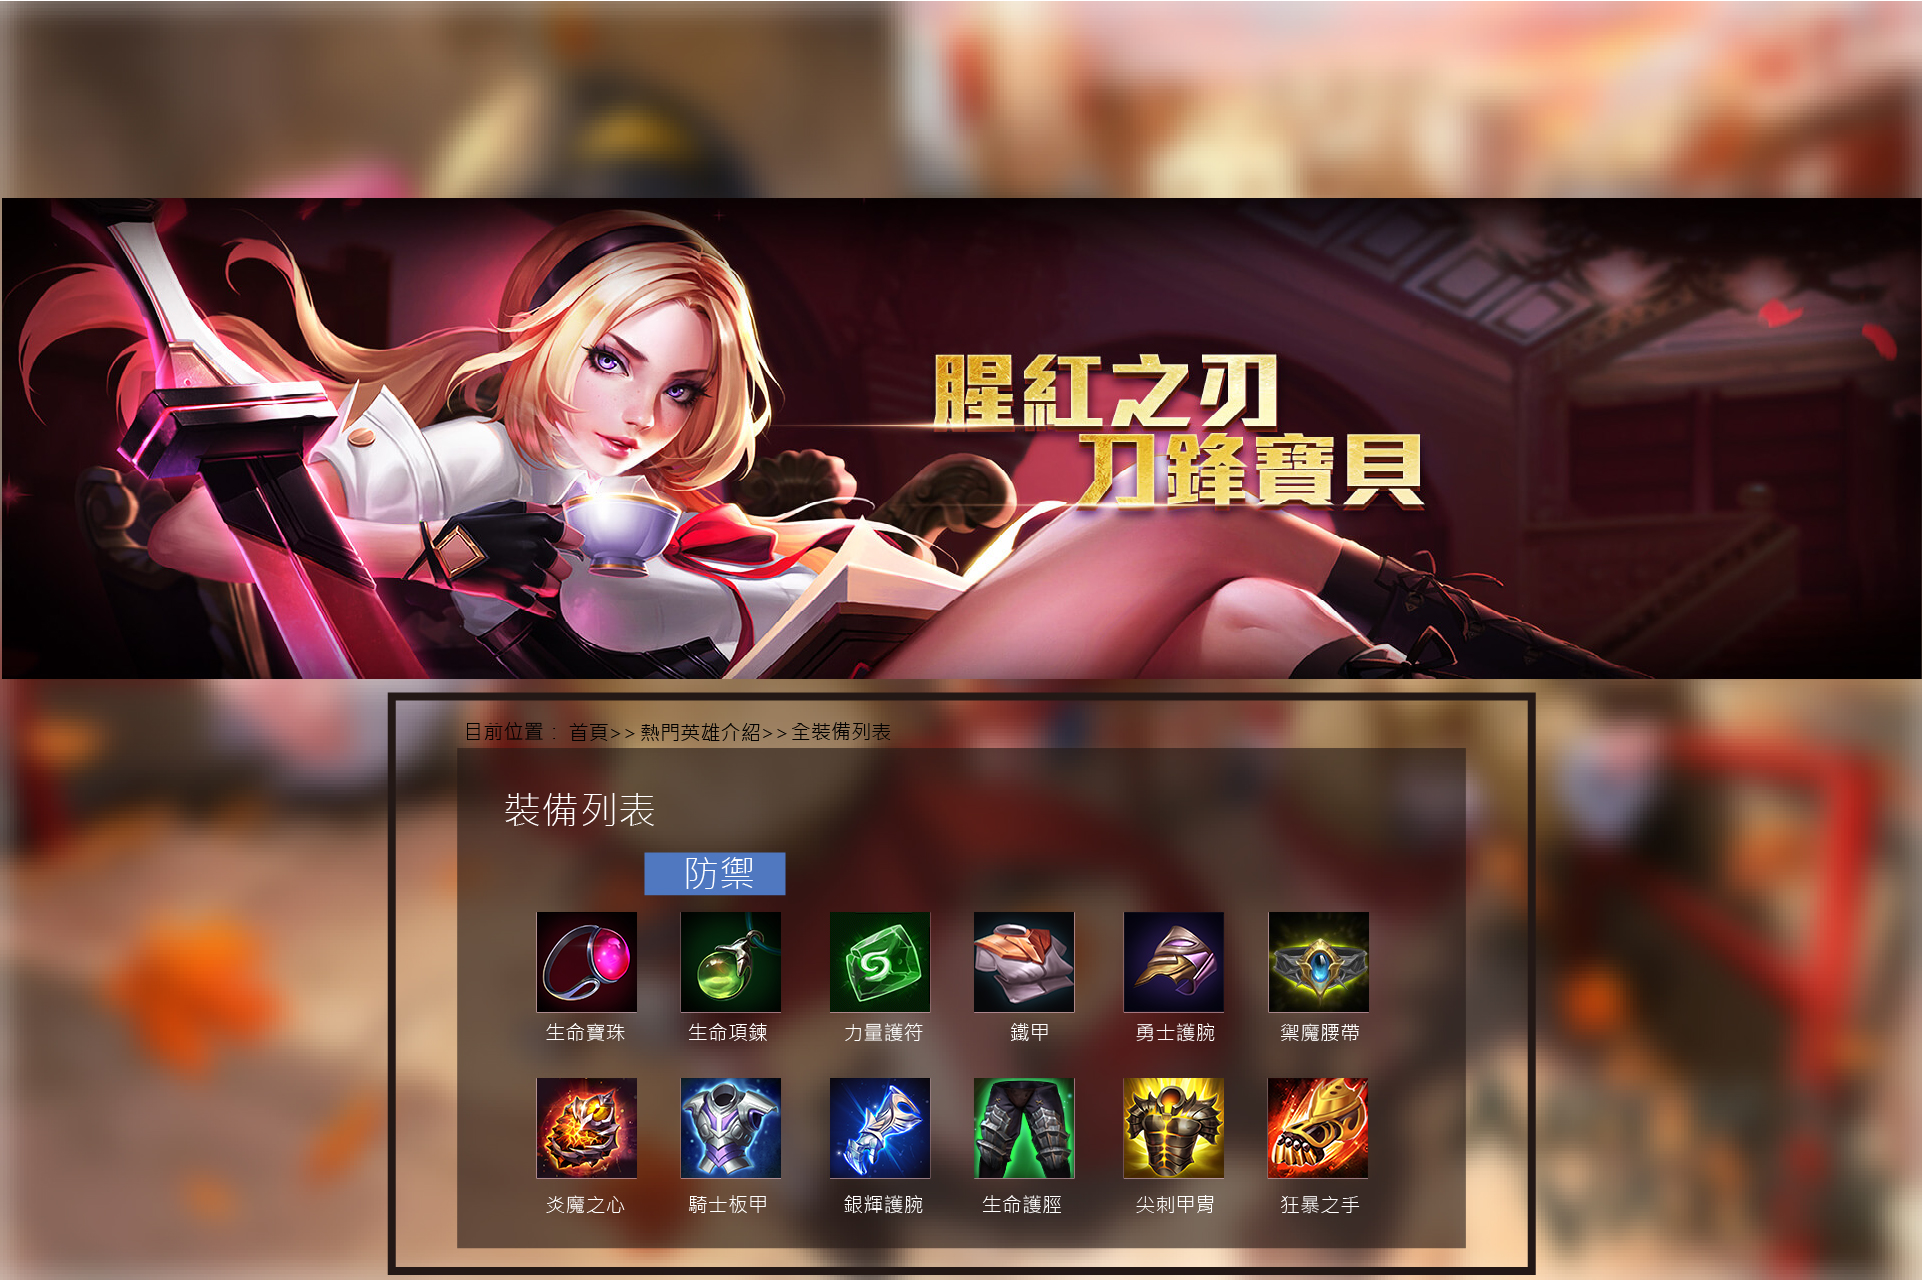 腥紅之刃
刀鋒寶貝
目前位置： 首頁>>熱門英雄介紹>>全裝備列表
裝備列表
防禦
生命寶珠 生命項鍊 力量護符 鐵甲 勇士護腕 禦魔腰帶
炎魔之心 騎士板甲 銀輝護腕 生命護脛 尖刺甲冑 狂暴之手